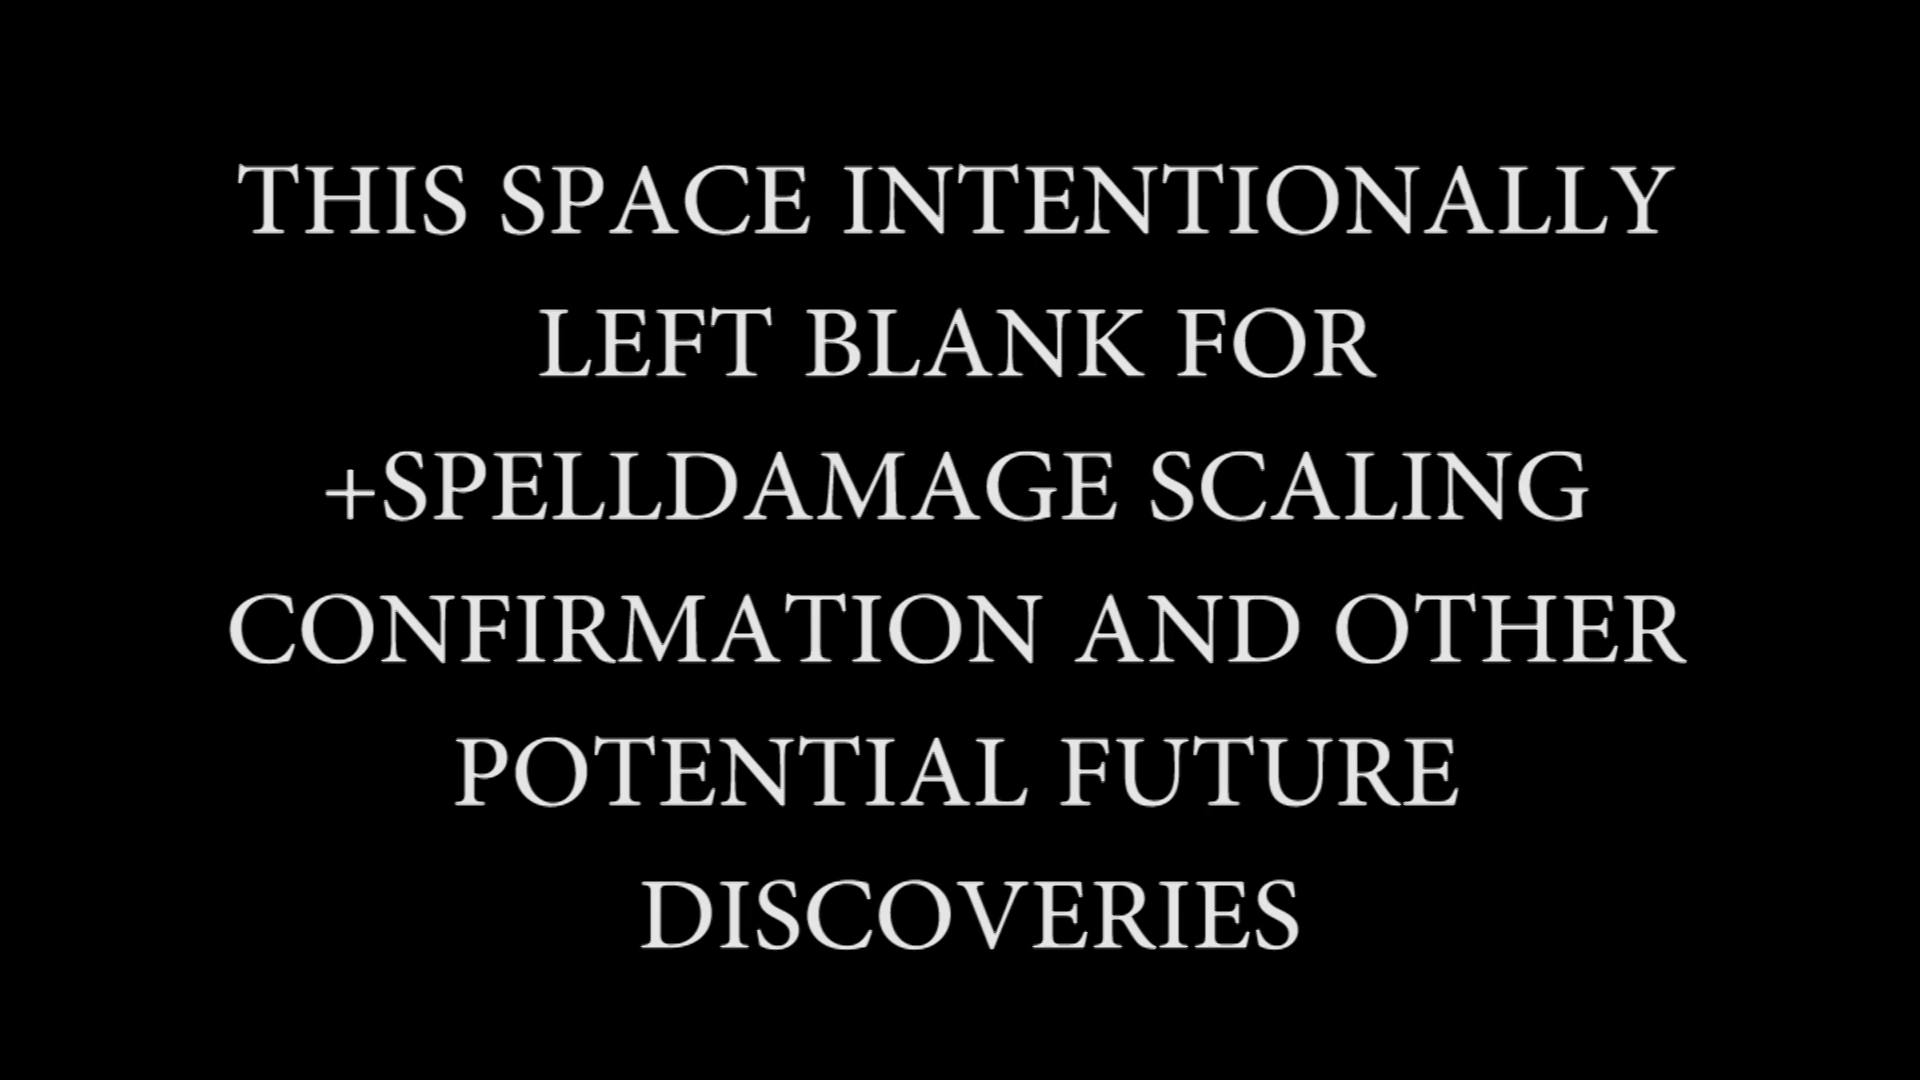 THIS SPACE INTENTIONALLY
LEFT BLANK FOR
+SPELLDAMAGE SCALING
CONFIRMATION AND OTHER
POTENTIAL FUTURE
DISCOVERIES